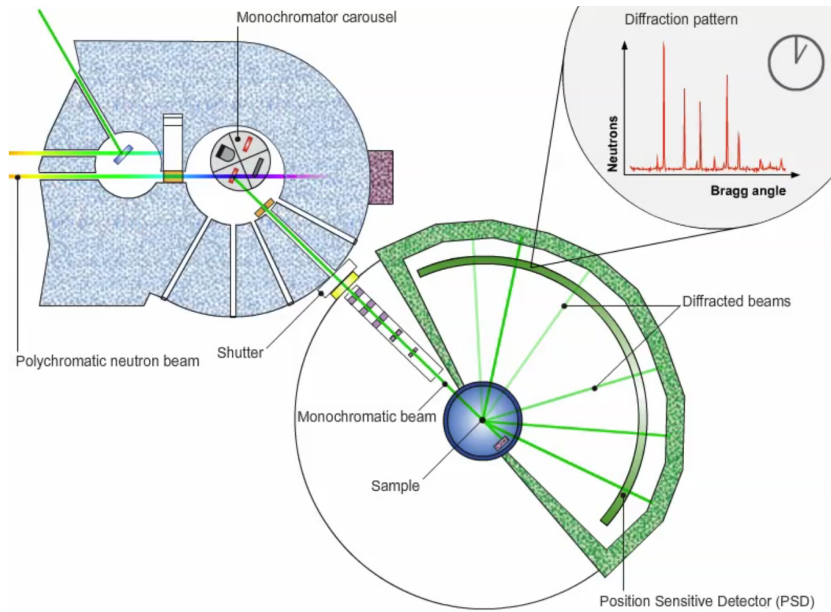 Monochromator carousel
Diffraction pattern
Neutrons
Bragg angle
Polychromatic neutron beam
Shutter
Diffracted beams
Monochromatic beam
Sample
Position Sensitive Detector (PSD)